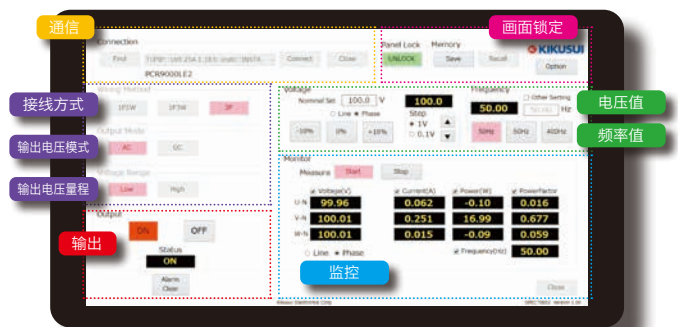 通信
画面锁定
Connection
Panel Lock
Memory
KIKUSUI
Find
Connect
Close
UNLOCK
Save
Recall
Option
PCR9000LE2
Wiring Method
Voltage
Frequency
接线方式
1P1W
1P3W
3P
Nominal Set
100.0
V
100.0
50.00
Other Setting
50.00
Hz
电压值
Line
Phase
Step
1V
0.1V
输出电压模式
Output Mode
AC
DC
-10%
0%
+10%
50Hz
60Hz
400Hz
频率值
输出电压量程
Voltage Range
Low
High
Monitor
Measure
Start
Stop
Voltage(V)
Current(A)
Power(W)
PowerFactor
U-N
99.96
0.062
-0.10
0.016
V-N
100.01
0.251
16.99
0.677
W-N
100.01
0.015
-0.09
0.059
Line
Phase
Frequency(Hz)
50.00
监控
Close
Output
ON
OFF
输出
Status
ON
Alarm
Clear